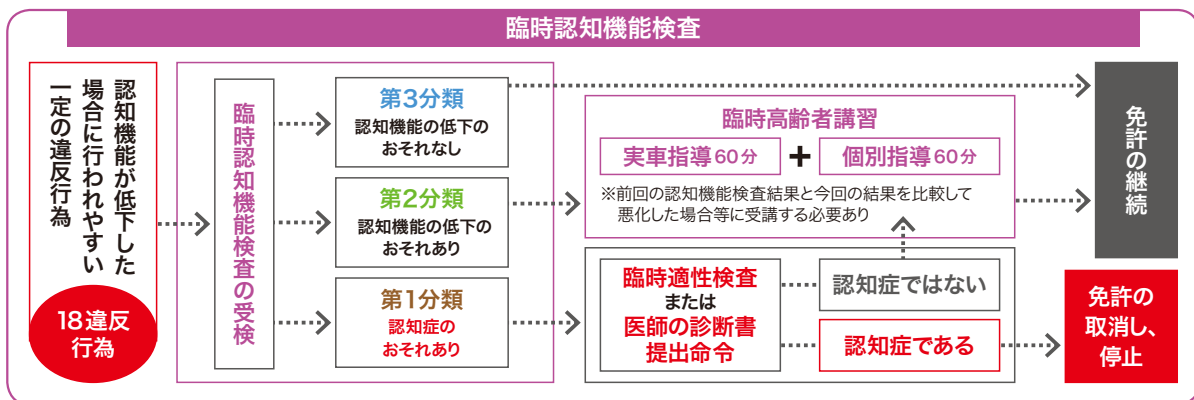 臨時認知機能検査
認知機能が低下した
場合に行われやすい
一定の違反行為
18違反
行為
臨時認知機能検査の受検
第3分類
認知機能の低下の
おそれなし
第2分類
認知機能の低下の
おそれあり
第1分類
認知症の
おそれあり
臨時高齢者講習
実車指導60分 + 個別指導60分
※前回の認知機能検査結果と今回の結果を比較して
悪化した場合等に受講する必要あり
臨時適性検査
または
医師の診断書
提出命令
認知症ではない
認知症である
免許の継続
免許の
取消し、
停止